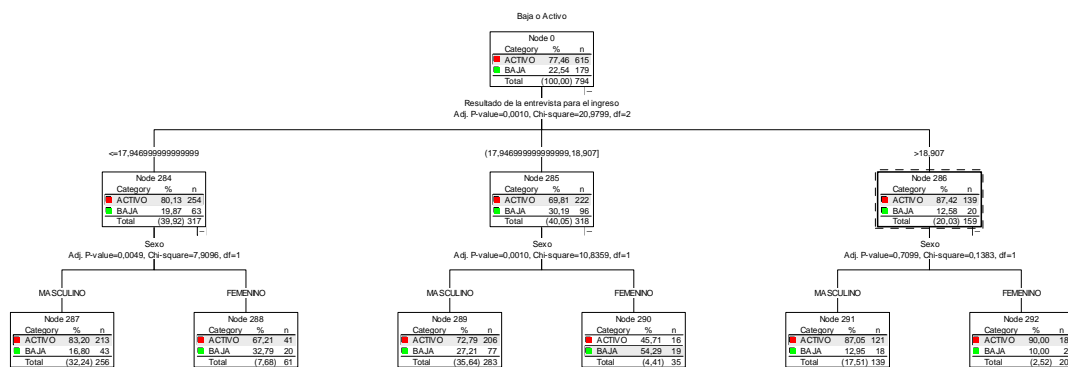 Baja o Activo
Node 0
Category % n
ACTIVO 77,46 615
BAJA 22,54 179
Total (100,00) 794
Resultado de la entrevista para el ingreso
Adj. P-value=0,0010, Chi-square=20,9799, df=2
<=17,946999999999999
(17,946999999999999,18,907]
>18,907
Node 284
Category % n
ACTIVO 80,13 254
BAJA 19,87 63
Total (39,92) 317
Node 285
Category % n
ACTIVO 69,81 222
BAJA 30,19 96
Total (40,05) 318
Node 286
Category % n
ACTIVO 87,42 139
BAJA 12,58 20
Total (20,03) 159
Sexo
Adj. P-value=0,0049, Chi-square=7,9096, df=1
Sexo
Adj. P-value=0,0010, Chi-square=10,8359, df=1
Sexo
Adj. P-value=0,7099, Chi-square=0,1383, df=1
MASCULINO
FEMENINO
MASCULINO
FEMENINO
MASCULINO
FEMENINO
Node 287
Category % n
ACTIVO 83,20 213
BAJA 16,80 43
Total (32,24) 256
Node 288
Category % n
ACTIVO 67,21 41
BAJA 32,79 20
Total (7,68) 61
Node 289
Category % n
ACTIVO 72,79 206
BAJA 27,21 77
Total (35,64) 283
Node 290
Category % n
ACTIVO 45,71 16
BAJA 54,29 19
Total (4,41) 35
Node 291
Category % n
ACTIVO 87,05 121
BAJA 12,95 18
Total (17,51) 139
Node 292
Category % n
ACTIVO 90,00 18
BAJA 10,00 2
Total (2,52) 20